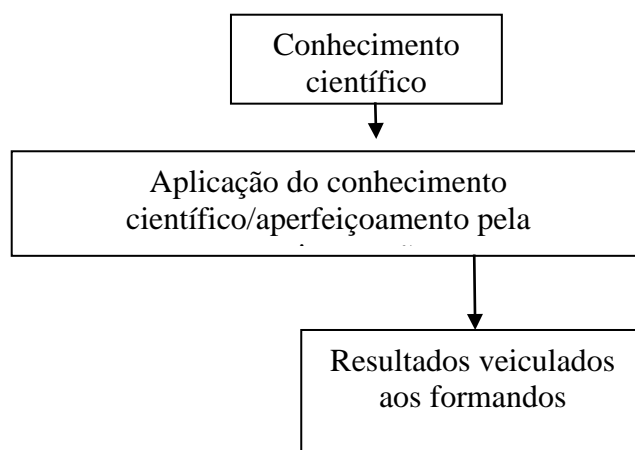 Conhecimento
científico
Aplicação do conhecimento
científico/aperfeiçoamento pela
Resultados veiculados
aos formandos